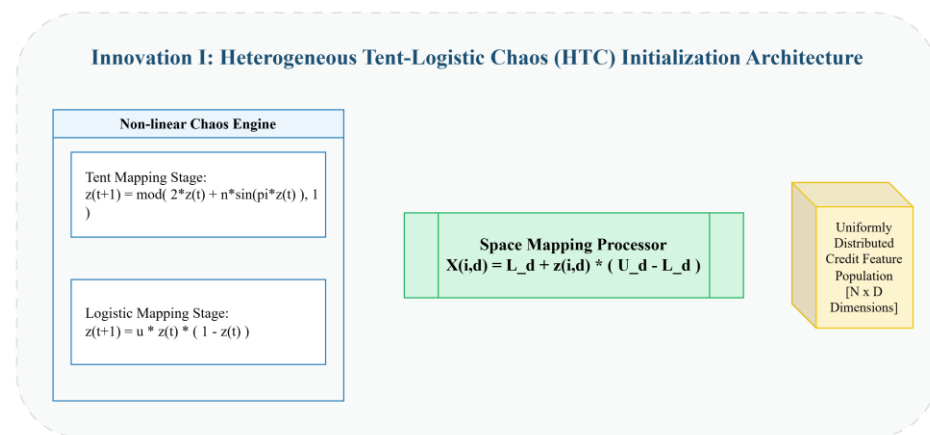 Innovation I: Heterogeneous Tent-Logistic Chaos (HTC) Initialization Architecture
Non-linear Chaos Engine
Tent Mapping Stage:
z(t+1) = mod( 2*z(t) + n*sin(pi*z(t) ), 1
)
Logistic Mapping Stage:
z(t+1) = u * z(t) * ( 1 - z(t) )
Space Mapping Processor
X(i,d) = L_d + z(i,d) * ( U_d - L_d )
Uniformly
Distributed
Credit Feature
Population
[N x D
Dimensions]